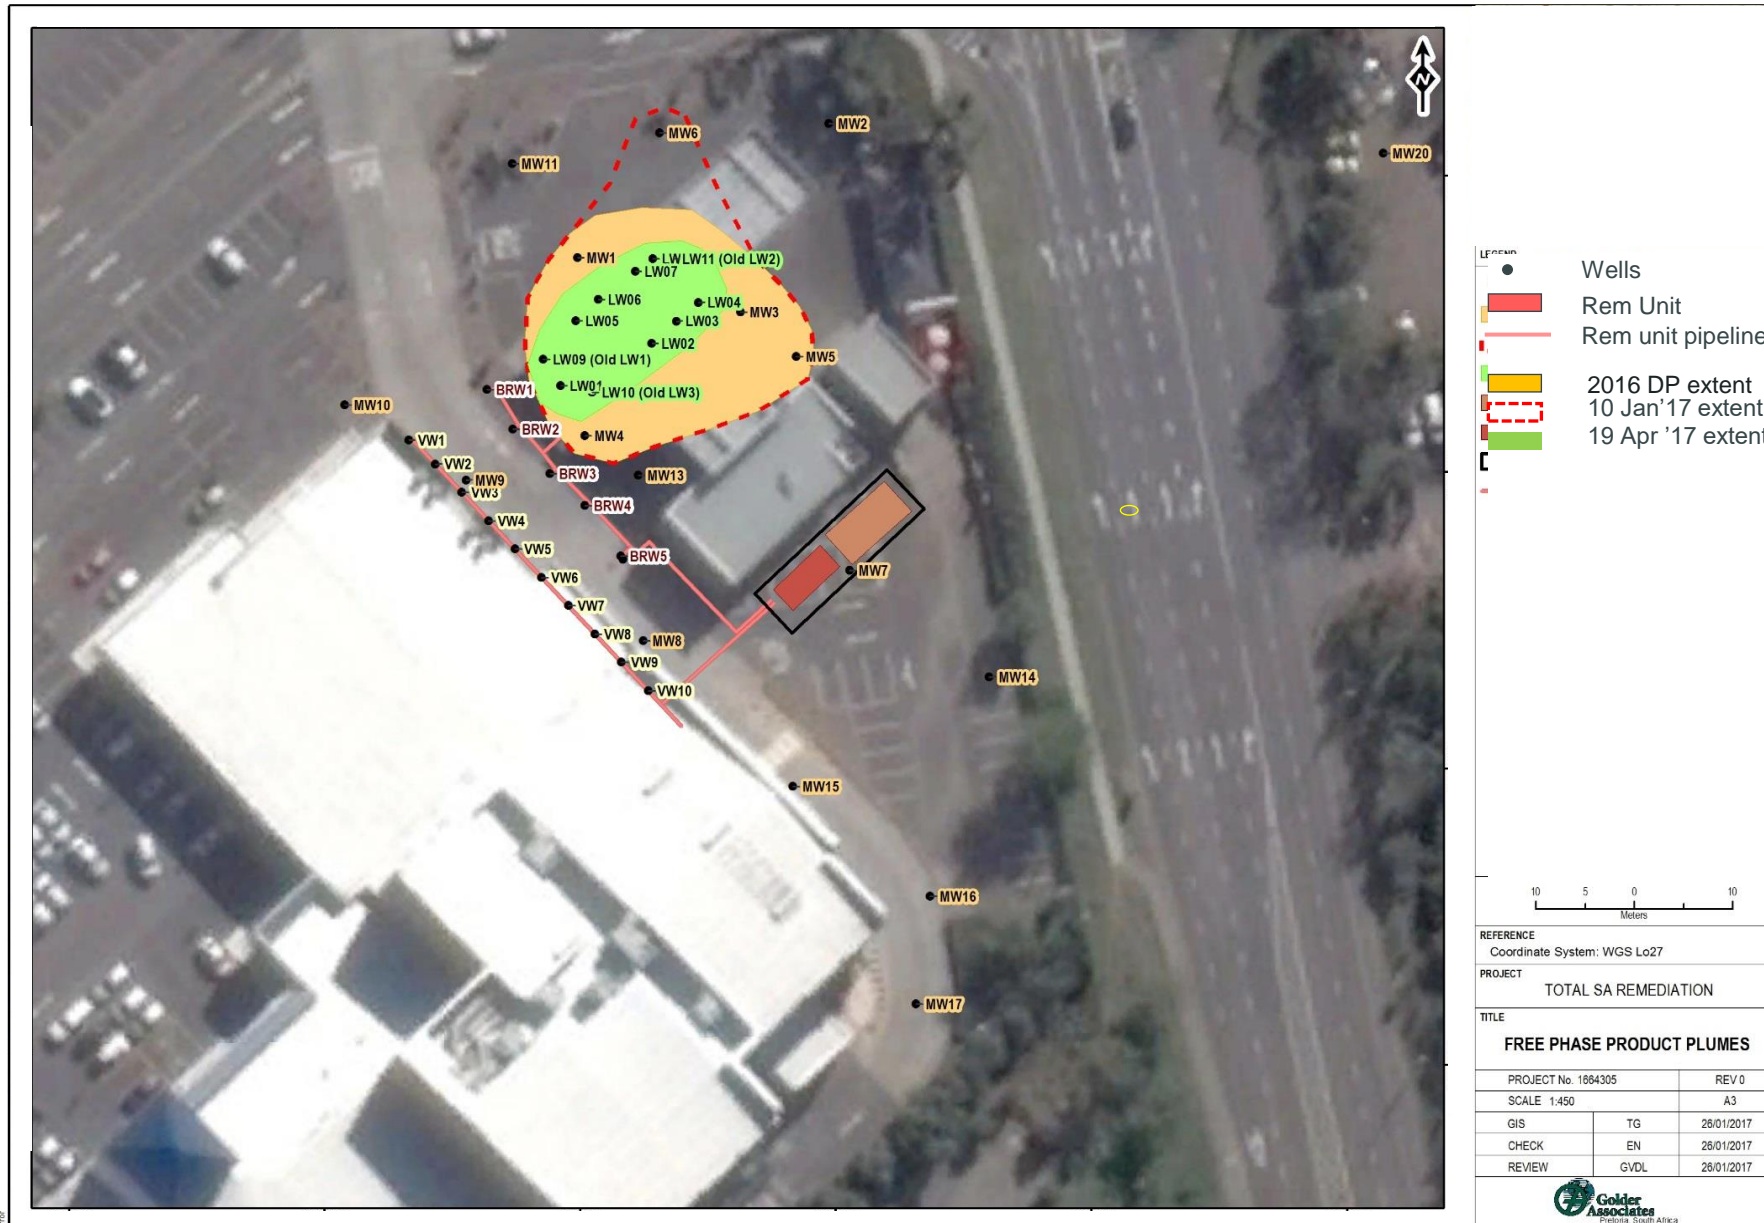 N
MW6
MW2
MW11
MW20
MW1
LWLW11 (Old LW2)
LW07
LW06
LW04
MW3
LW05
LW03
LW02
MW5
LW09 (Old LW1)
LW01
LW10 (Old LW3)
BRW1
MW10
BRW2
MW4
VW1
VW2
BRW3
MW13
MW9
VW3
BRW4
VW4
VW5
BRW5
MW7
VW6
VW7
VW8
MW8
VW9
MW14
VW10
MW15
MW16
MW17
LEGEND
Wells
Rem Unit
Rem unit pipeline
2016 DP extent
10 Jan'17 extent
19 Apr '17 extent
10 5 0 10
Meters
REFERENCE
Coordinate System: WGS Lo27
PROJECT
TOTAL SA REMEDIATION
TITLE
FREE PHASE PRODUCT PLUMES
PROJECT No. 1664305 REV 0
SCALE 1:450 A3
GIS TG 26/01/2017
CHECK EN 26/01/2017
REVIEW GVDL 26/01/2017
Golder
Associates
Pretoria, South Africa